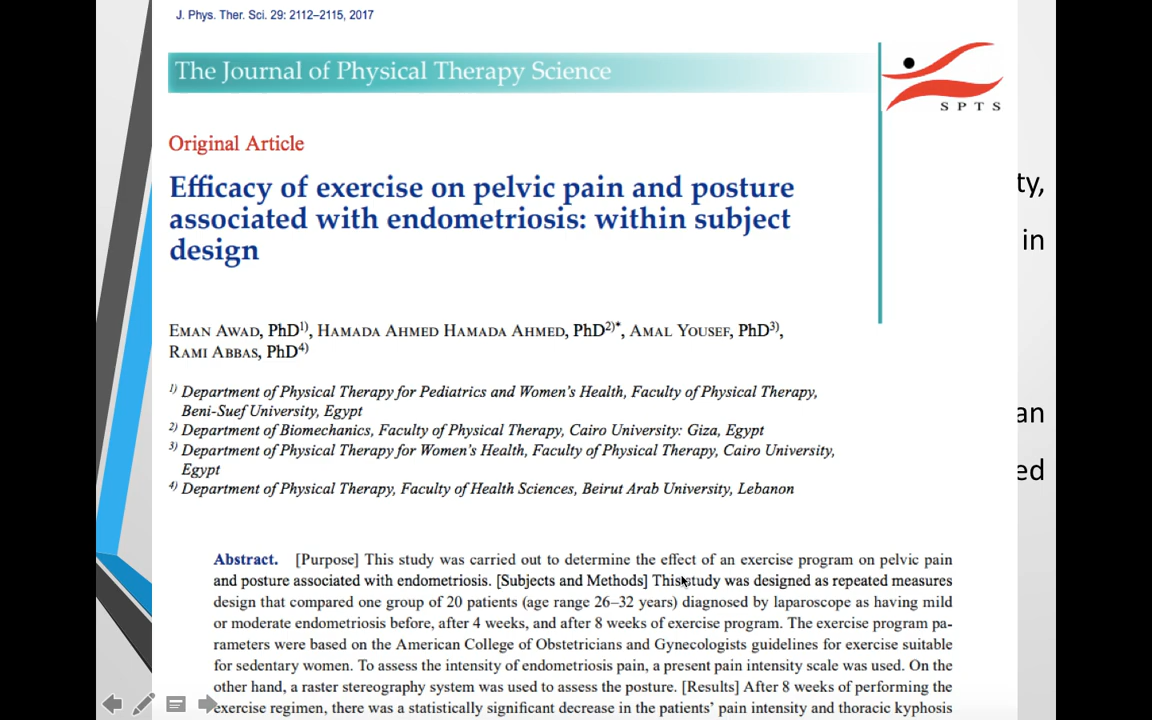 J. Phys. Ther. Sci. 29: 2112–2115, 2017
The Journal of Physical Therapy Science
S P T S
Original Article
Efficacy of exercise on pelvic pain and posture
associated with endometriosis: within subject
design
ty,
in
EMAN AWAD, PhD1), HAMADA AHMED HAMADA AHMED, PhD2)*, AMAL YOUSEF, PhD3),
RAMI ABBAS, PhD4)
1) Department of Physical Therapy for Pediatrics and Women's Health, Faculty of Physical Therapy,
Beni-Suef University, Egypt
2) Department of Biomechanics, Faculty of Physical Therapy, Cairo University: Giza, Egypt
3) Department of Physical Therapy for Women's Health, Faculty of Physical Therapy, Cairo University,
Egypt
4) Department of Physical Therapy, Faculty of Health Sciences, Beirut Arab University, Lebanon
an
ed
Abstract. [Purpose] This study was carried out to determine the effect of an exercise program on pelvic pain
and posture associated with endometriosis. [Subjects and Methods] This study was designed as repeated measures
design that compared one group of 20 patients (age range 26–32 years) diagnosed by laparoscope as having mild
or moderate endometriosis before, after 4 weeks, and after 8 weeks of exercise program. The exercise program pa-
rameters were based on the American College of Obstetricians and Gynecologists guidelines for exercise suitable
for sedentary women. To assess the intensity of endometriosis pain, a present pain intensity scale was used. On the
other hand, a raster stereography system was used to assess the posture. [Results] After 8 weeks of performing the
exercise regimen, there was a statistically significant decrease in the patients' pain intensity and thoracic kyphosis